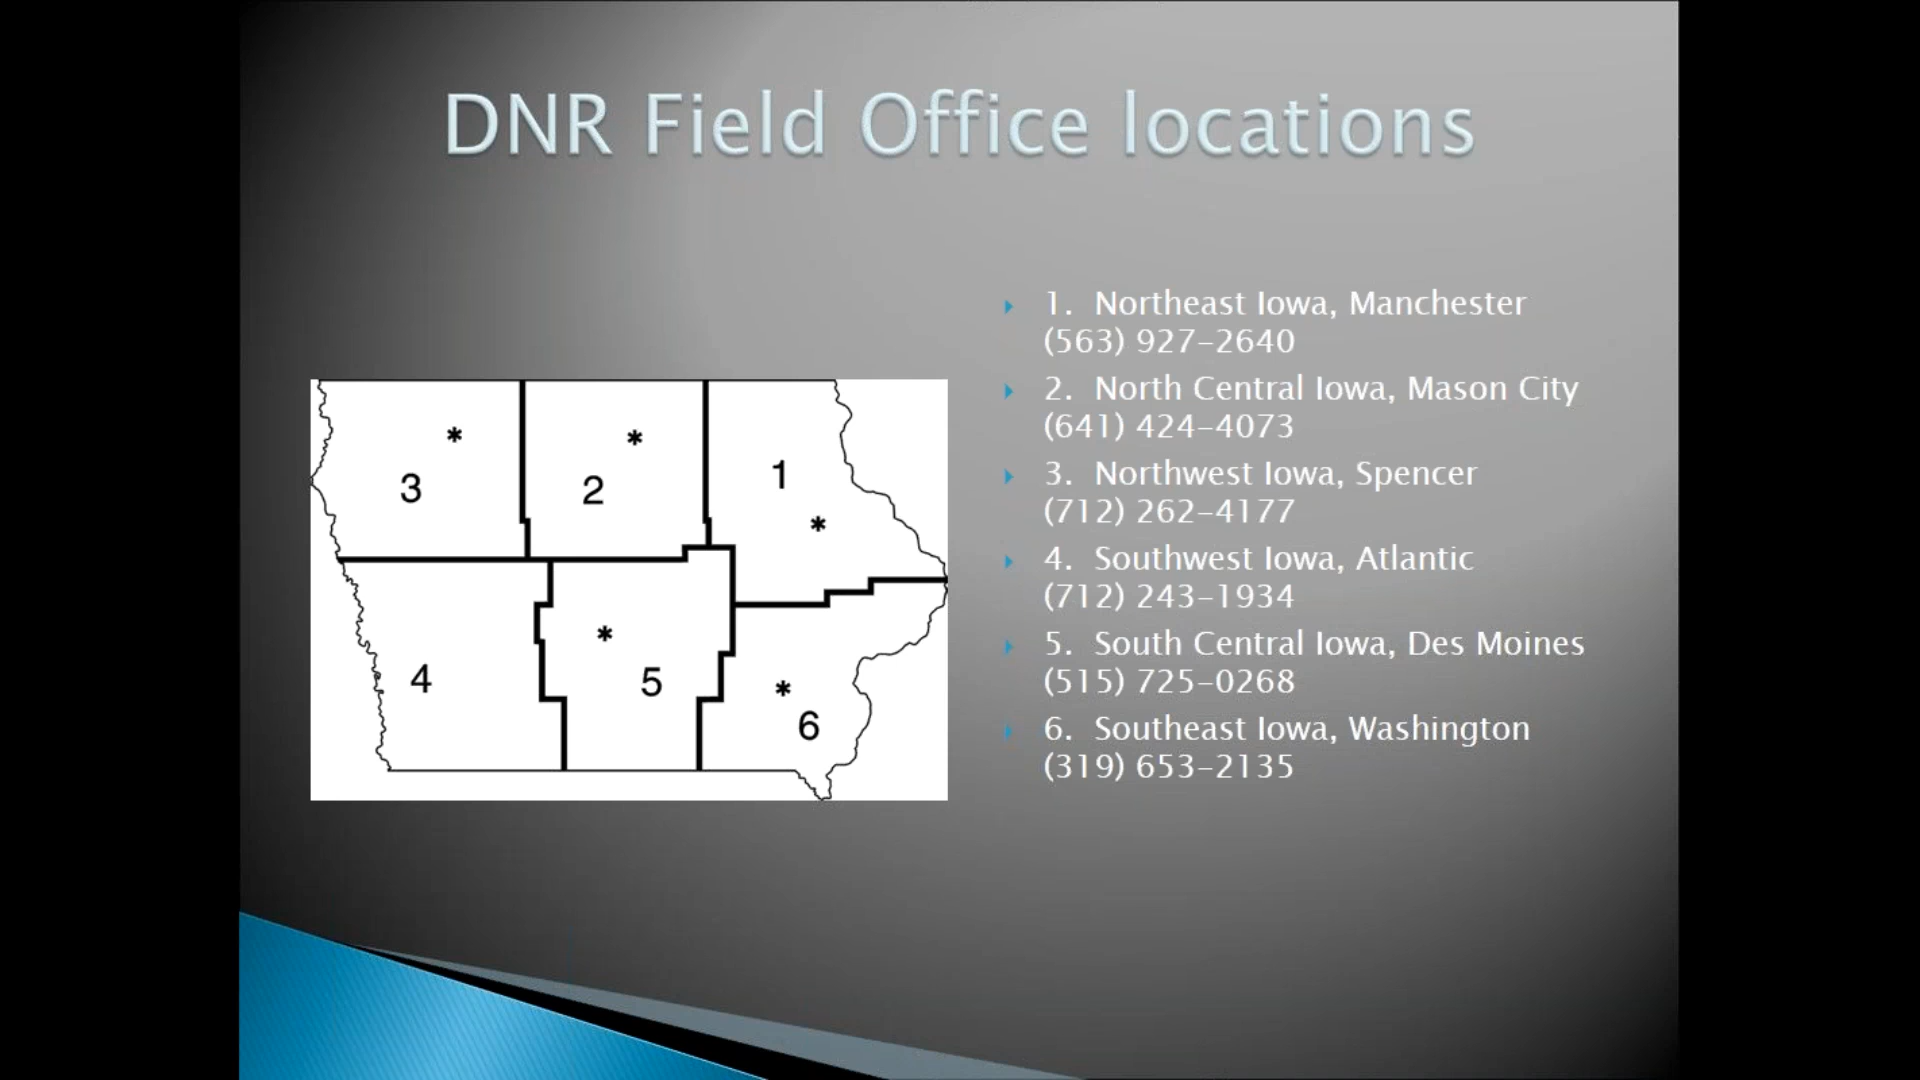 DNR Field Office locations
1. Northeast Iowa, Manchester
(563) 927-2640
2. North Central Iowa, Mason City
(641) 424-4073
3. Northwest Iowa, Spencer
(712) 262-4177
4. Southwest Iowa, Atlantic
(712) 243-1934
5. South Central Iowa, Des Moines
(515) 725-0268
6. Southeast Iowa, Washington
(319) 653-2135
* * 1
3 2
*
*
4 5 *
6